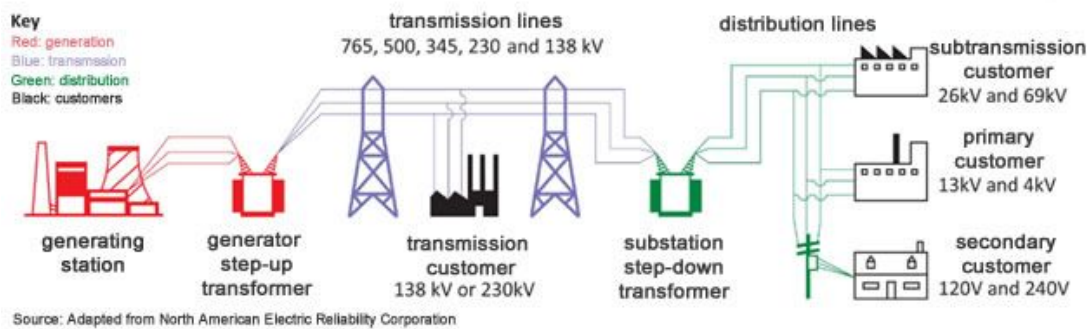 Key
Red: generation
Blue: transmssion
Green: distribution
Black: customers
transmission lines
765, 500, 345, 230 and 138 kV
distribution lines
subtransmission
customer
26kV and 69kV
primary
customer
13kV and 4kV
secondary
customer
120V and 240V
generating
station
generator
step-up
transformer
transmission
customer
138 kV or 230kV
substation
step-down
transformer
Source: Adapted from North American Electric Reliability Corporation